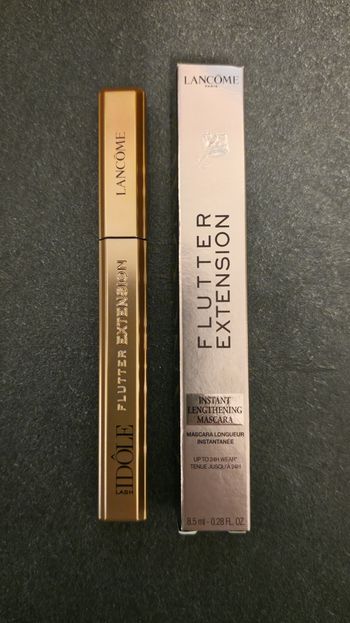 LANCÔME
LASH IDÔLE FLUTTER EXTENSION
LANCÔME
PARIS
FLUTTER
EXTENSION
INSTANT
LENGTHENING
MASCARA
MASCARA LONGUEUR
INSTANTANÉE
UP TO 24H WEAR*
TENUE JUSQU'À 24H*
8.5 ml - 0.28 FL. OZ.